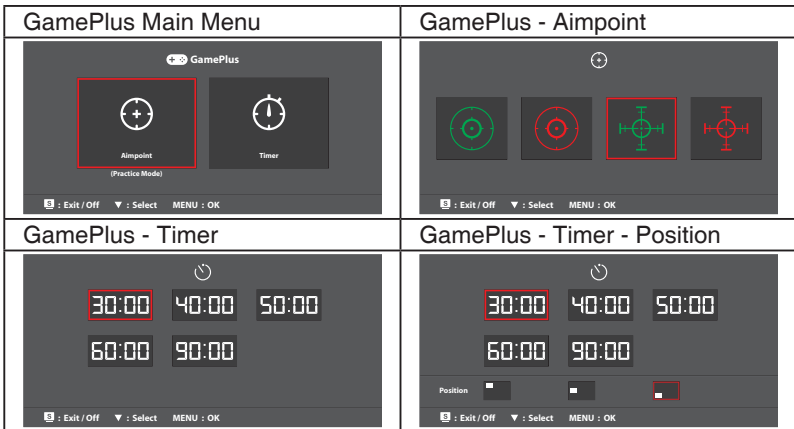 GamePlus Main Menu
GamePlus - Aimpoint
GamePlus
Aimpoint
Timer
(Practice Mode)
S : Exit / Off ▼ : Select MENU : OK
S : Exit / Off ▼ : Select MENU : OK
GamePlus - Timer
GamePlus - Timer - Position
30:00 40:00 50:00
60:00 90:00
S : Exit / Off ▼ : Select MENU : OK
30:00 40:00 50:00
60:00 90:00
Position
S : Exit / Off ▼ : Select MENU : OK